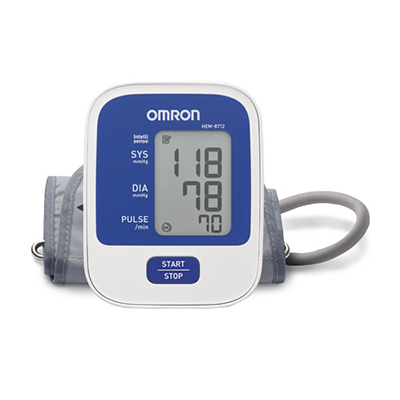 OMRON
HEM-8712
Intelli
sense
SYS
mmHg
118
DIA
mmHg
78
PULSE
/min
70
START
STOP